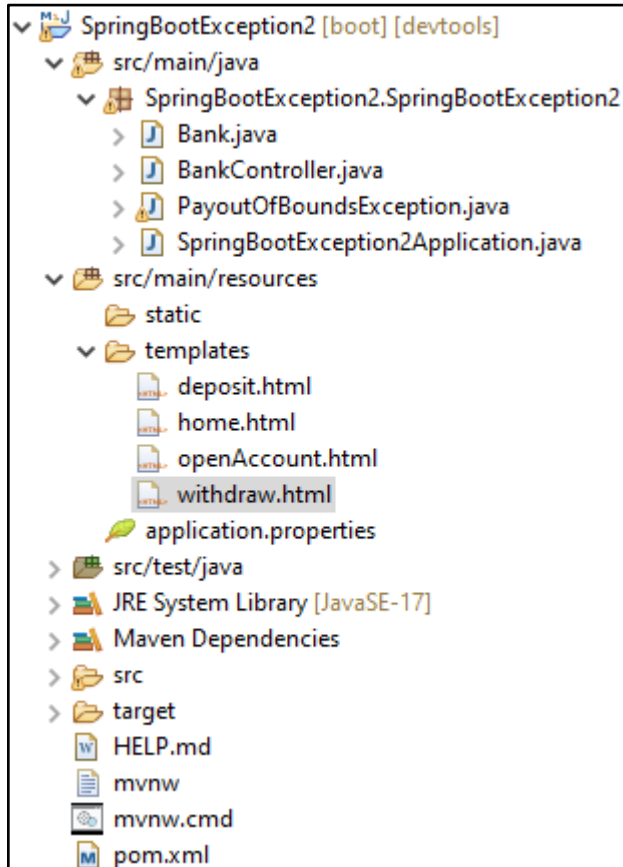 SpringBootException2 [boot] [devtools]
src/main/java
SpringBootException2.SpringBootException2
Bank.java
BankController.java
PayoutOfBoundsException.java
SpringBootException2Application.java
src/main/resources
static
templates
deposit.html
home.html
openAccount.html
withdraw.html
application.properties
src/test/java
JRE System Library [JavaSE-17]
Maven Dependencies
src
target
HELP.md
mvnw
mvnw.cmd
pom.xml